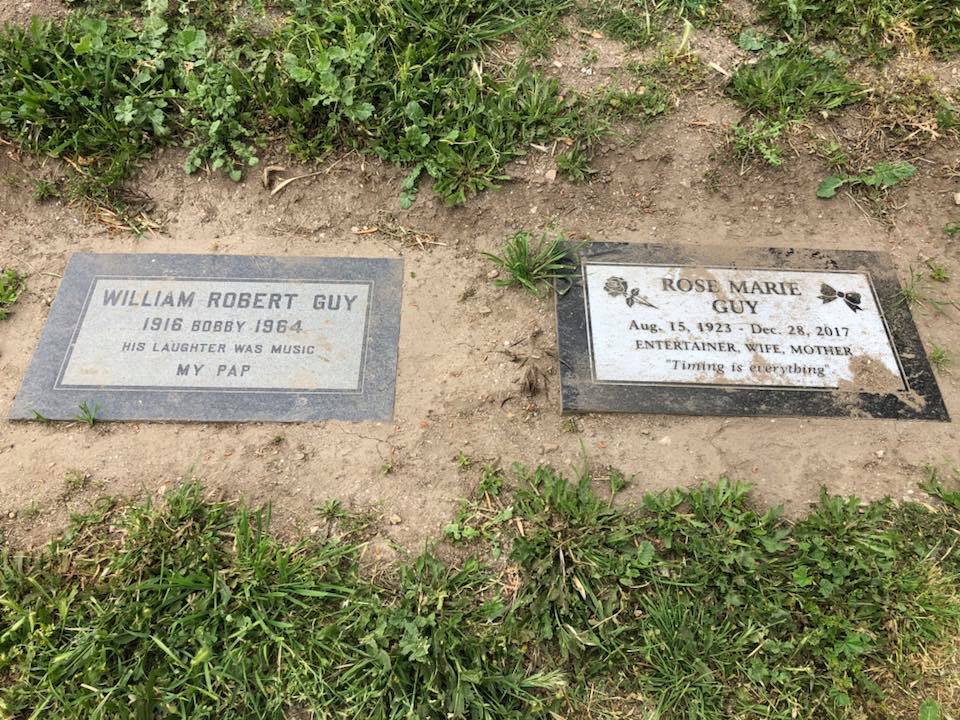 WILLIAM ROBERT GUY
1916 BOBBY 1964
HIS LAUGHTER WAS MUSIC
MY PAP
ROSE MARIE
GUY
Aug. 15, 1923 - Dec. 28, 2017
ENTERTAINER, WIFE, MOTHER
"Timing is everything"